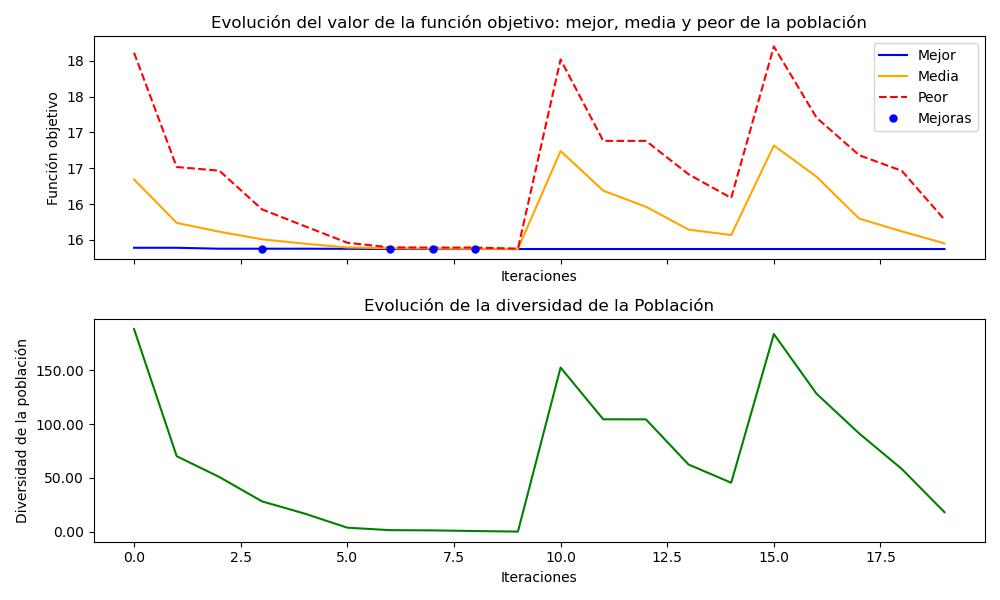 Evolución del valor de la función objetivo: mejor, media y peor de la población
Función objetivo
18
18
17
17
16
16
Mejor
Media
Peor
Mejoras
Iteraciones
Evolución de la diversidad de la Población
Diversidad de la población
150.00
100.00
50.00
0.00
0.0 2.5 5.0 7.5 10.0 12.5 15.0 17.5
Iteraciones